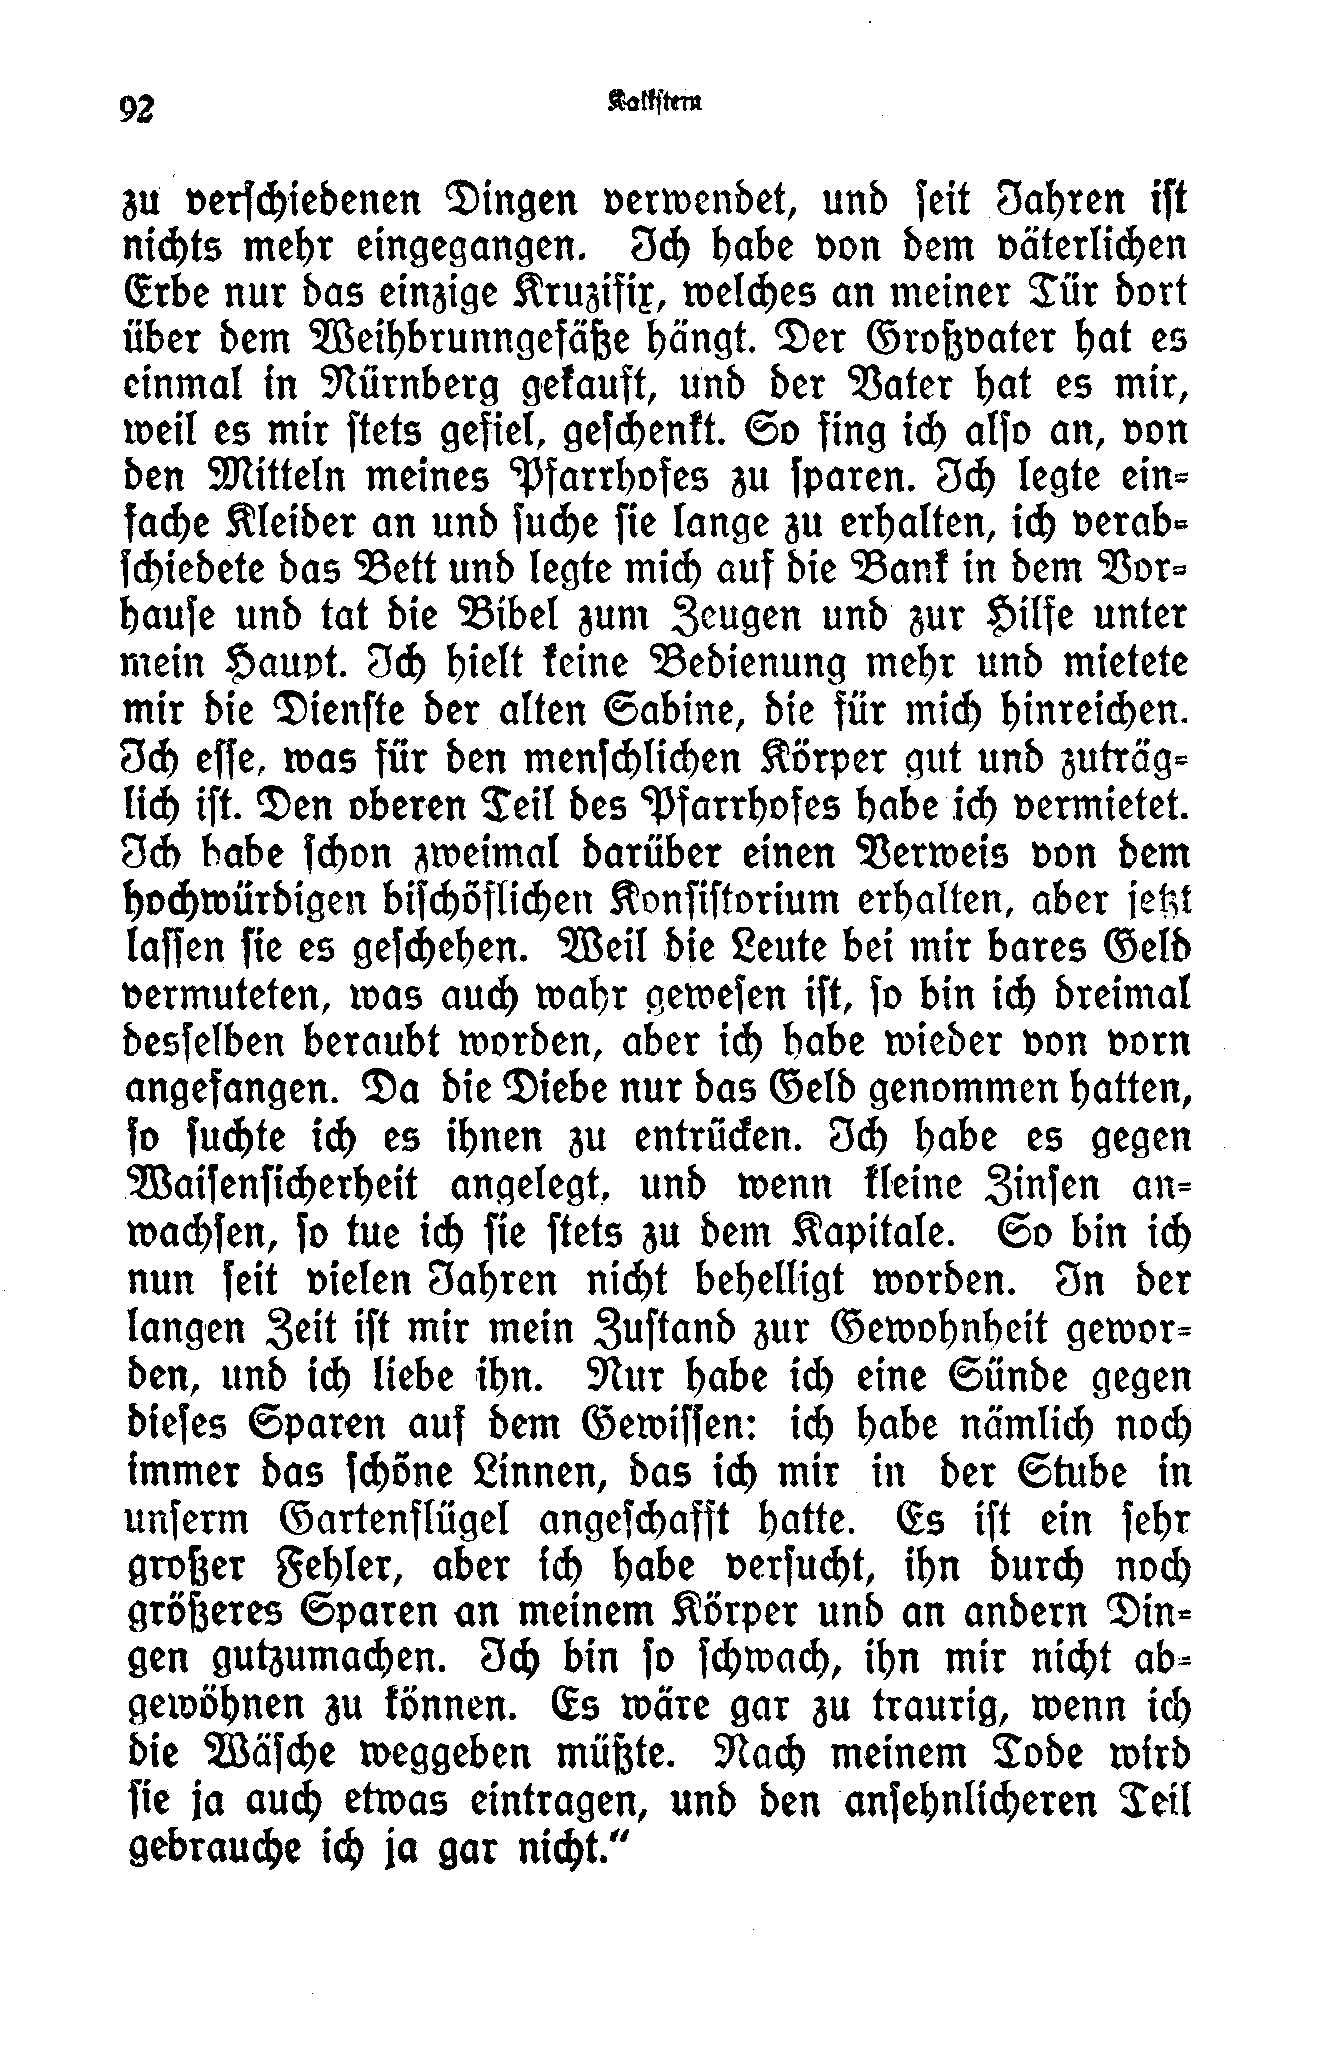 92
Kalkstein
zu verschiedenen Dingen verwendet, und seit Jahren ist
nichts mehr eingegangen. Ich habe von dem väterlichen
Erbe nur das einzige Kruzifix, welches an meiner Tür dort
über dem Weihbrunngefäße hängt. Der Großvater hat es
einmal in Nürnberg gekauft, und der Vater hat es mir,
weil es mir stets gefiel, geschenkt. So fing ich also an, von
den Mitteln meines Pfarrhofes zu sparen. Ich legte ein=
fache Kleider an und suche sie lange zu erhalten, ich verab=
schiedete das Bett und legte mich auf die Bank in dem Vor=
hause und tat die Bibel zum Zeugen und zur Hilfe unter
mein Haupt. Ich hielt keine Bedienung mehr und mietete
mir die Dienste der alten Sabine, die für mich hinreichen.
Ich esse, was für den menschlichen Körper gut und zuträg=
lich ist. Den oberen Teil des Pfarrhofes habe ich vermietet.
Ich habe schon zweimal darüber einen Verweis von dem
hochwürdigen bischöflichen Konsistorium erhalten, aber jetzt
lassen sie es geschehen. Weil die Leute bei mir bares Geld
vermuteten, was auch wahr gewesen ist, so bin ich dreimal
desselben beraubt worden, aber ich habe wieder von vorn
angefangen. Da die Diebe nur das Geld genommen hatten,
so suchte ich es ihnen zu entrücken. Ich habe es gegen
Waisensicherheit angelegt, und wenn kleine Zinsen an=
wachsen, so tue ich sie stets zu dem Kapitale. So bin ich
nun seit vielen Jahren nicht behelligt worden. In der
langen Zeit ist mir mein Zustand zur Gewohnheit gewor=
den, und ich liebe ihn. Nur habe ich eine Sünde gegen
dieses Sparen auf dem Gewissen: ich habe nämlich noch
immer das schöne Linnen, das ich mir in der Stube in
unserm Gartenflügel angeschafft hatte. Es ist ein sehr
großer Fehler, aber ich habe versucht, ihn durch noch
größeres Sparen an meinem Körper und an andern Din=
gen gutzumachen. Ich bin so schwach, ihn mir nicht ab=
gewöhnen zu können. Es wäre gar zu traurig, wenn ich
die Wäsche weggeben müßte. Nach meinem Tode wird
sie ja auch etwas eintragen, und den ansehnlicheren Teil
gebrauche ich ja gar nicht.“